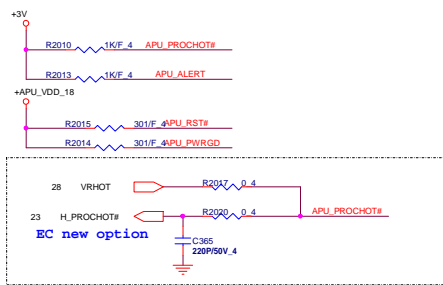 +3V
R2010 1K/F_4 APU_PROCHOT#
R2013 1K/F_4 APU_ALERT
+APU_VDD_18
R2015 301/F_4 APU_RST#
R2014 301/F_4 APU_PWRGD
28 VRHOT R2017 0_4
23 H_PROCHOT# R2020 0_4 APU_PROCHOT#
EC new option
C365
220P/50V_4